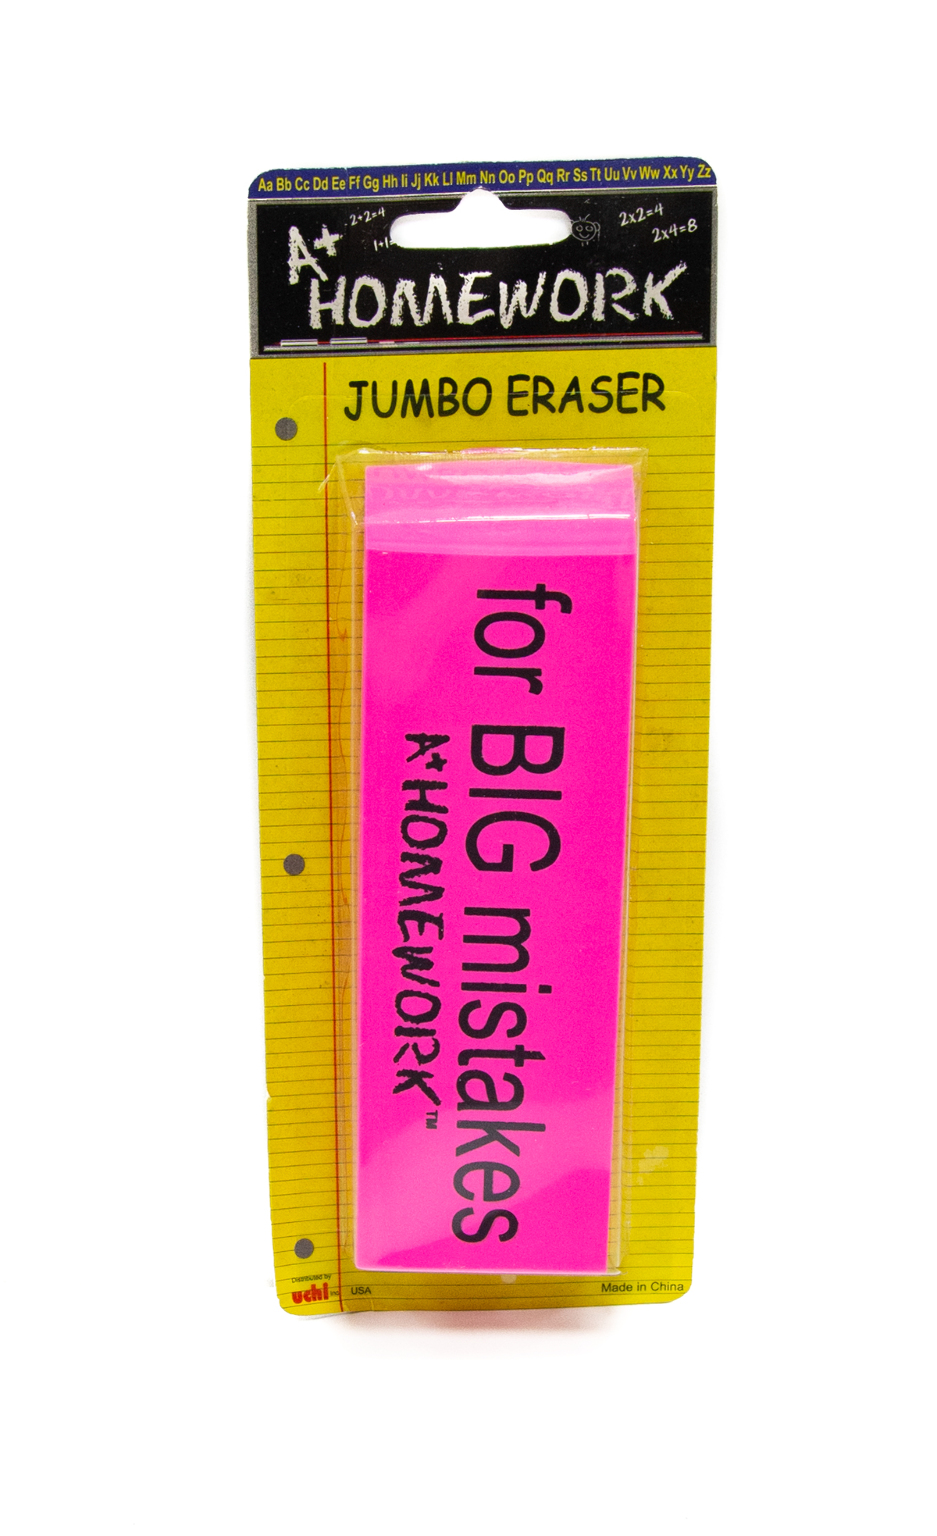 Aa Bb Cc Dd Ee Ff Gg Hh Ii Jj Kk Ll Mm Nn Oo Pp Qq Rr Ss Tt Uu Vv Ww Xx Yy Zz
2+2=4
2x2=4
1+1=
2x4=8
A+
HOMEWORK
JUMBO ERASER
for BIG mistakes
A+ HOMEWORK™
Distributed by
uchi inc. USA
Made in China